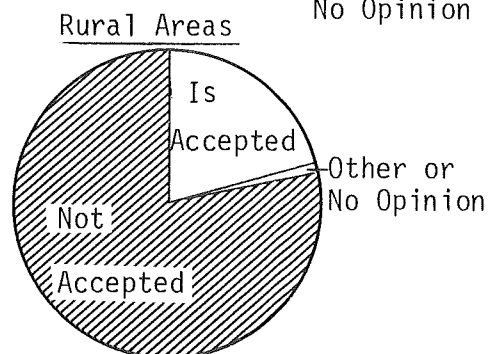 No Opinion
Rural Areas
Is
Accepted
Other or
No Opinion
Not
Accepted